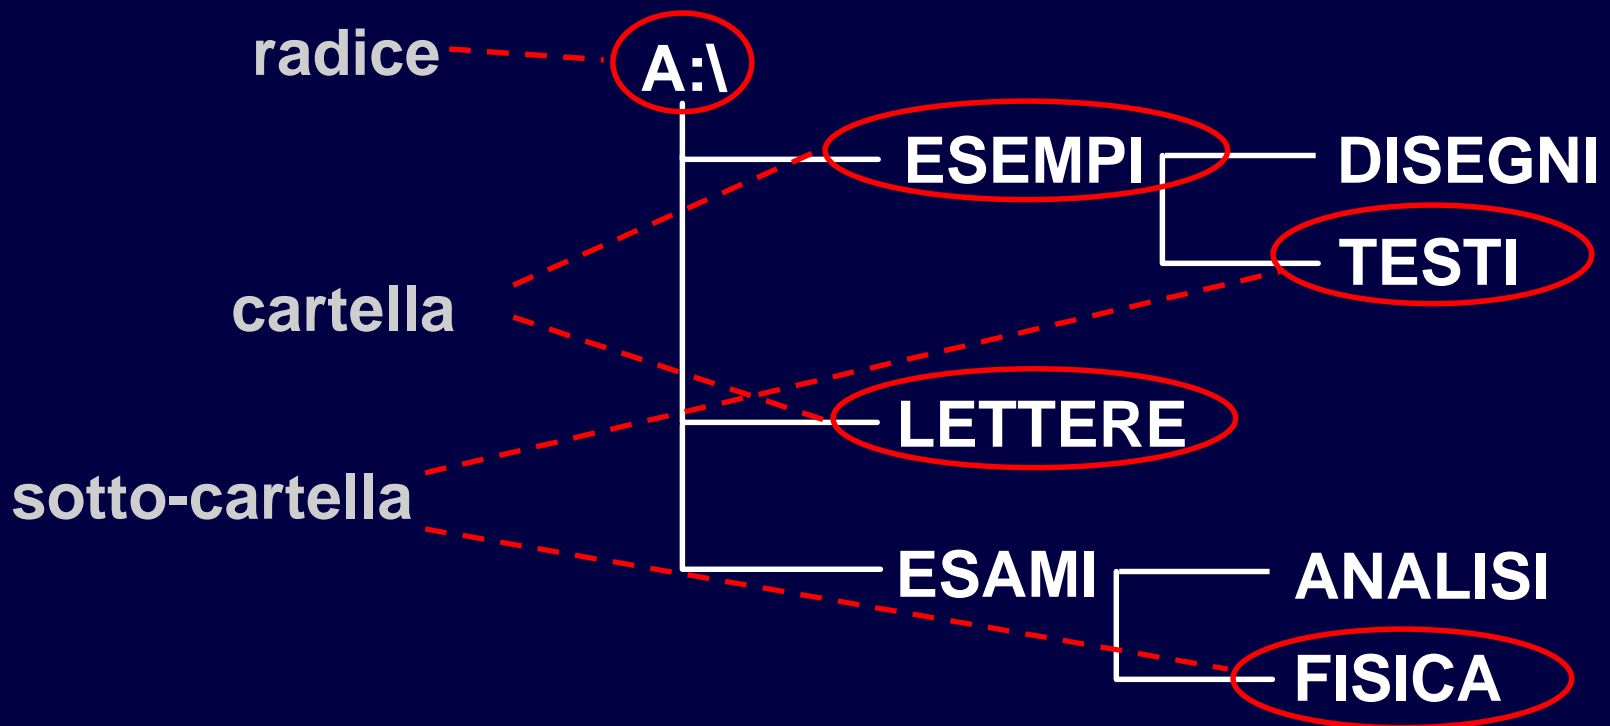 radice
A:\
ESEMPI
DISEGNI
TESTI
cartella
LETTERE
sotto-cartella
ESAMI
ANALISI
FISICA